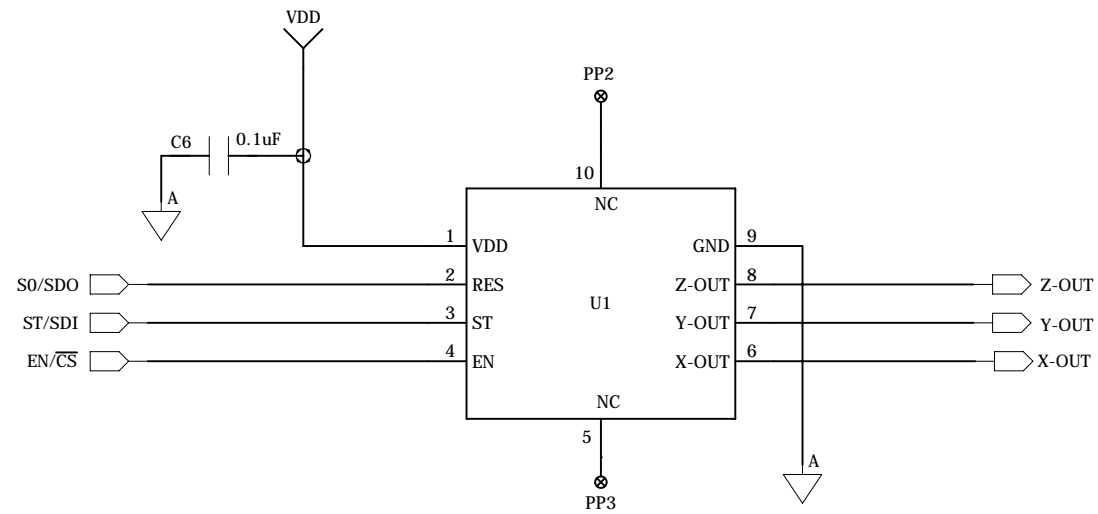 VDD
PP2
C6
0.1uF
A
10
NC
1
VDD
GND
9
S0/SDO
2
RES
Z-OUT
8
Z-OUT
U1
ST/SDI
3
ST
Y-OUT
7
Y-OUT
EN/C̅S̅
4
EN
X-OUT
6
X-OUT
NC
5
A
PP3